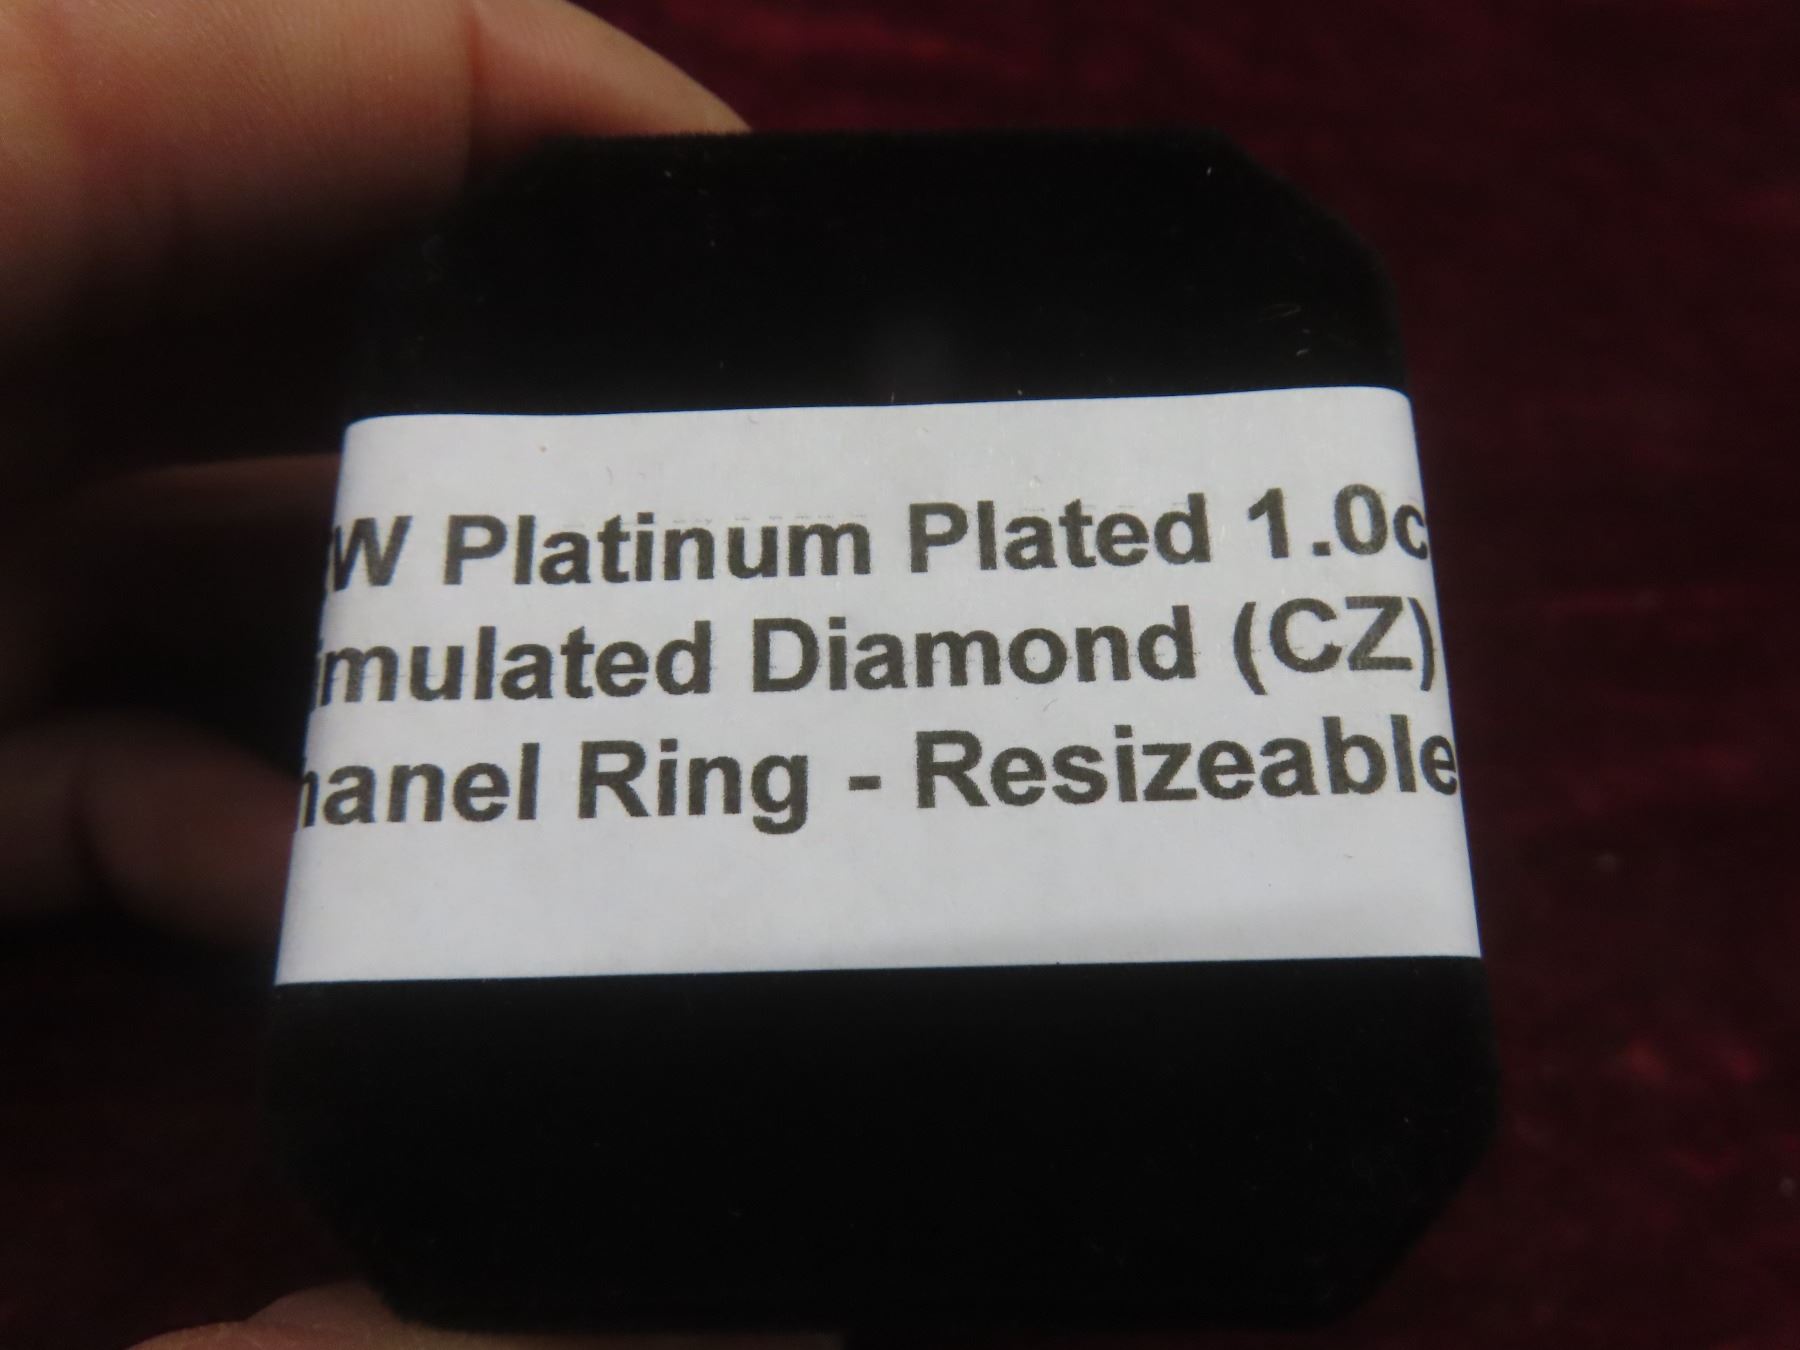 W Platinum Plated 1.0c
imulated Diamond (CZ)
hanel Ring - Resizeable